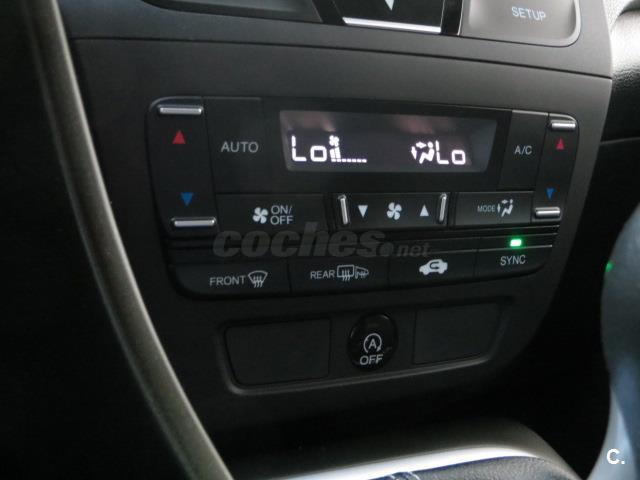 SETUP
AUTO
Lo
Lo
A/C
ON/
OFF
MODE
coches.net
FRONT
REAR
SYNC
A
OFF
C.